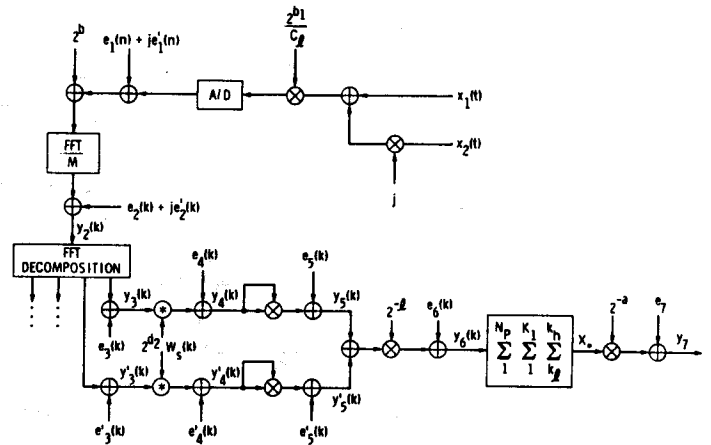 2^b1
C_ℓ
2^b
e_1(n) + je'_1(n)
A/D
x_1(t)
x_2(t)
j
FFT
M
e_2(k) + je'_2(k)
y_2(k)
FFT
DECOMPOSITION
e_4(k)
e_5(k)
y_3(k)
*
y_4(k)
y_5(k)
e_3(k)
2^d2 W_s(k)
2^-ℓ
e_6(k)
y_6(k)
N_P K_1 k_h
Σ Σ Σ
1 1 k_ℓ
X_*
2^-a
e_7
y_7
y'_3(k)
*
y'_4(k)
y'_5(k)
e'_3(k)
e'_4(k)
e'_5(k)